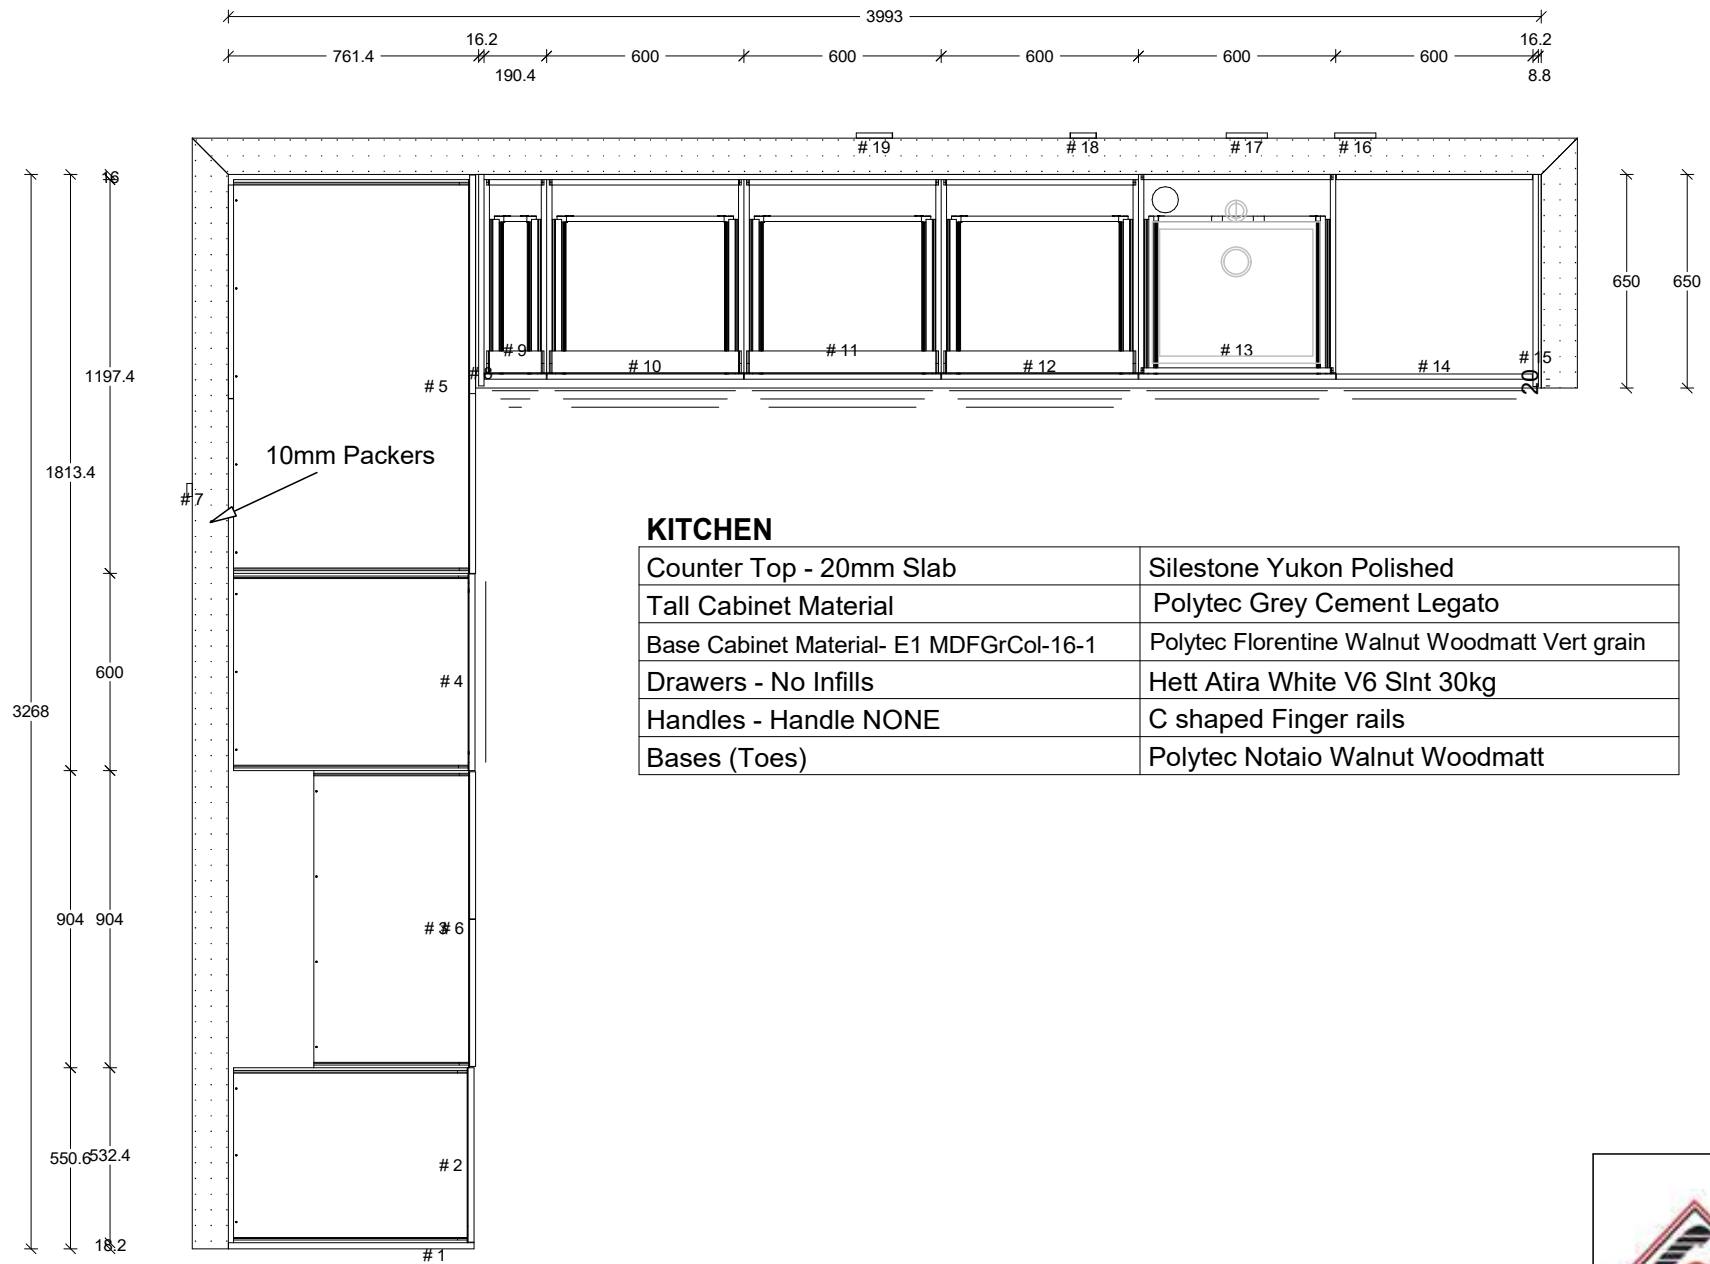 3993
16.2 16.2
761.4 600 600 600 600 600
190.4 8.8
# 19 # 18 # 17 # 16
16
650 650
# 9 # 11 # 13 # 15
# 8 # 10 # 12 # 14
1197.4 # 5 20
10mm Packers
1813.4
# 7
KITCHEN
Counter Top - 20mm Slab Silestone Yukon Polished
Tall Cabinet Material Polytec Grey Cement Legato
Base Cabinet Material- E1 MDFGrCol-16-1 Polytec Florentine Walnut Woodmatt Vert grain
600 # 4 Drawers - No Infills Hett Atira White V6 Slnt 30kg
3268 Handles - Handle NONE C shaped Finger rails
Bases (Toes) Polytec Notaio Walnut Woodmatt
904 904 # 3 # 6
550.6 532.4 # 2
18.2 # 1